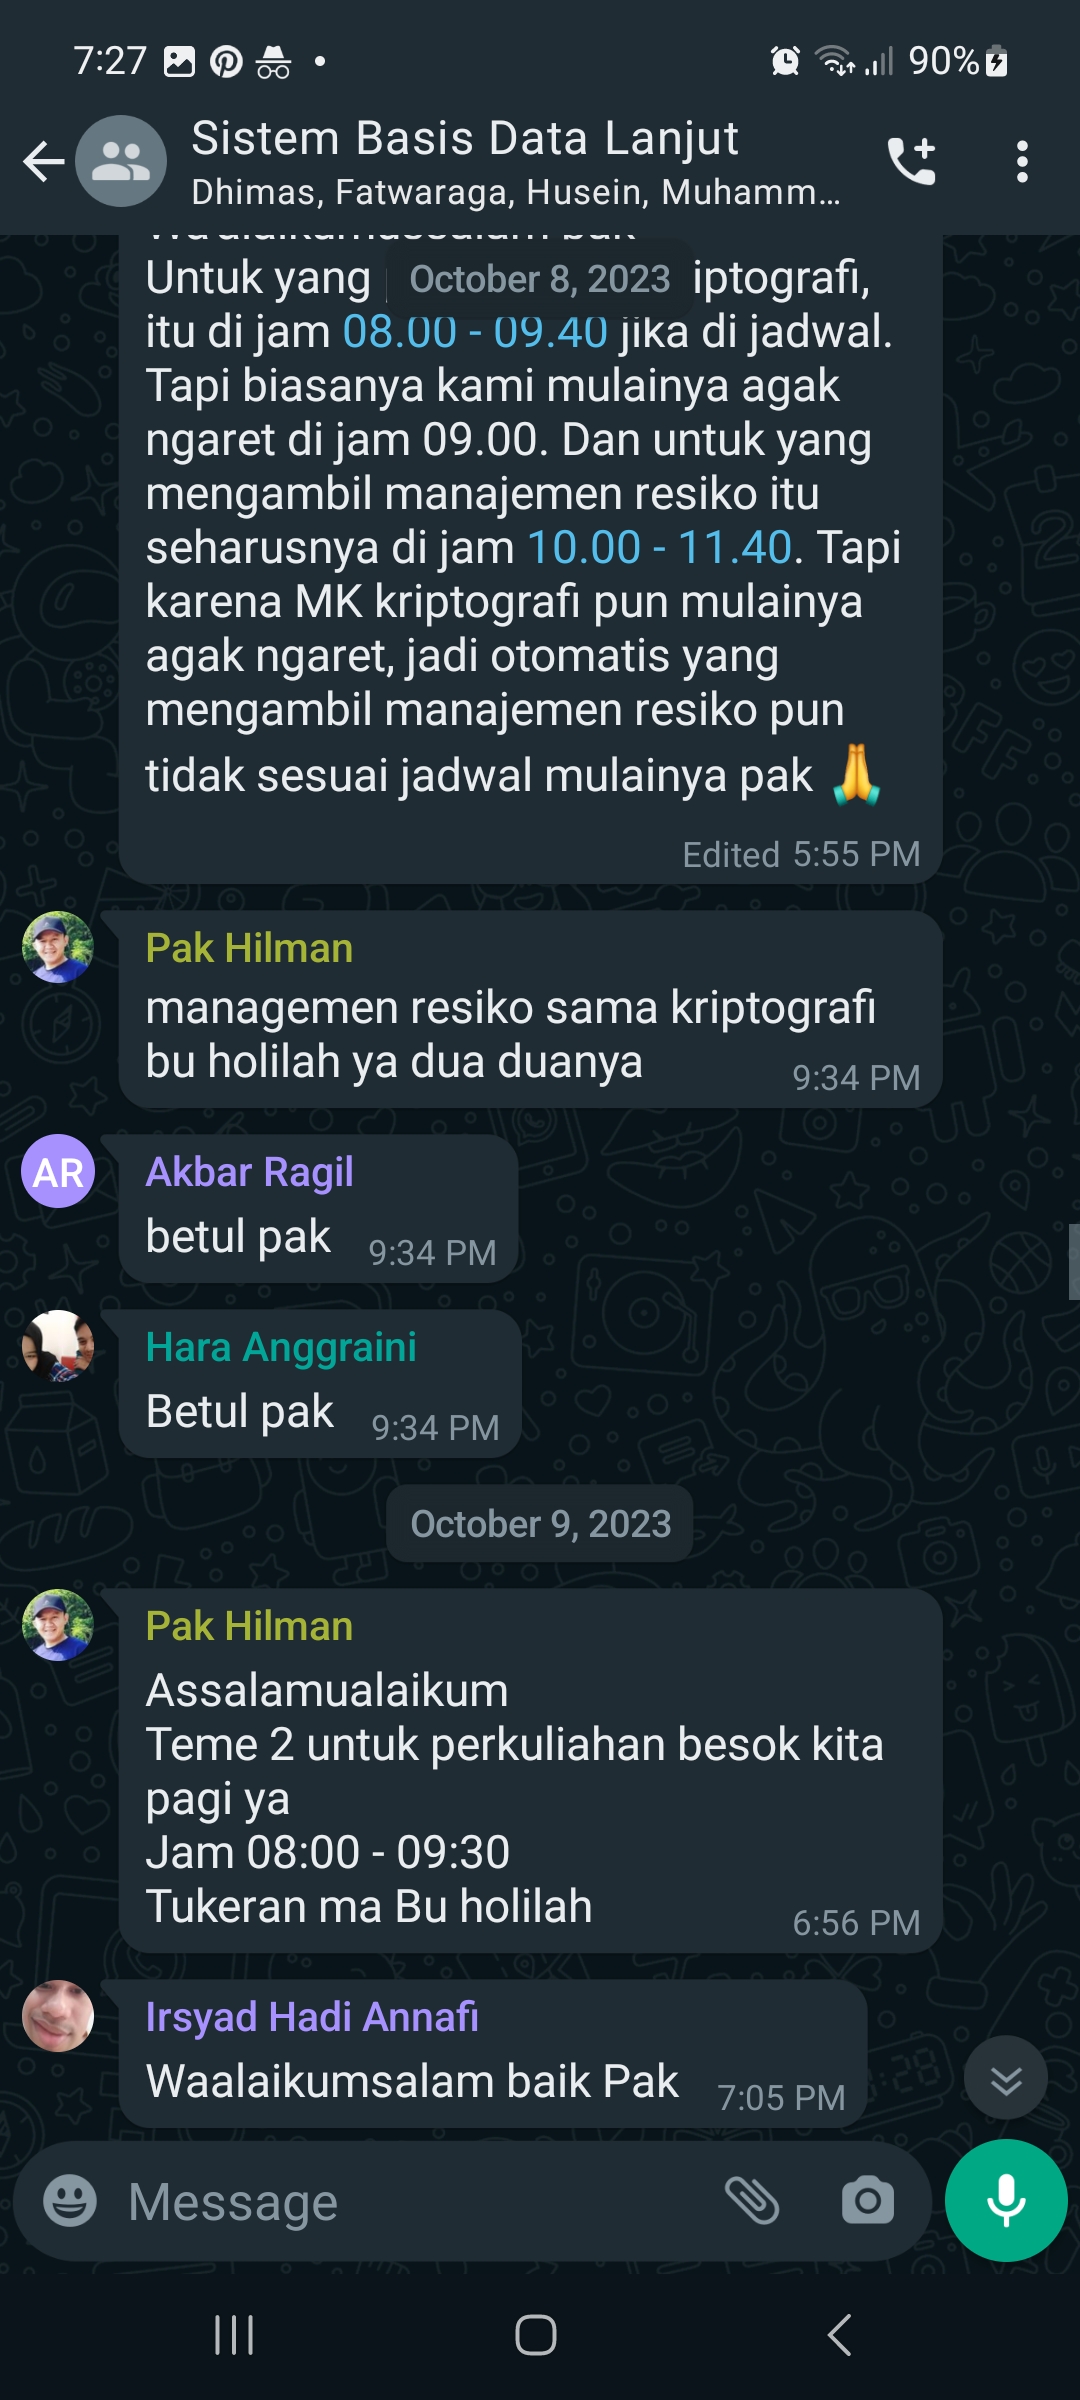 7:27
90%
Sistem Basis Data Lanjut
Dhimas, Fatwaraga, Husein, Muhamm...
October 8, 2023
Untuk yang iptografi,
itu di jam 08.00 - 09.40 jika di jadwal.
Tapi biasanya kami mulainya agak
ngaret di jam 09.00. Dan untuk yang
mengambil manajemen resiko itu
seharusnya di jam 10.00 - 11.40. Tapi
karena MK kriptografi pun mulainya
agak ngaret, jadi otomatis yang
mengambil manajemen resiko pun
tidak sesuai jadwal mulainya pak 🙏
Edited 5:55 PM
Pak Hilman
managemen resiko sama kriptografi
bu holilah ya dua duanya
9:34 PM
AR
Akbar Ragil
betul pak
9:34 PM
Hara Anggraini
Betul pak
9:34 PM
October 9, 2023
Pak Hilman
Assalamualaikum
Teme 2 untuk perkuliahan besok kita
pagi ya
Jam 08:00 - 09:30
Tukeran ma Bu holilah
6:56 PM
Irsyad Hadi Annafi
Waalaikumsalam baik Pak
7:05 PM
Message